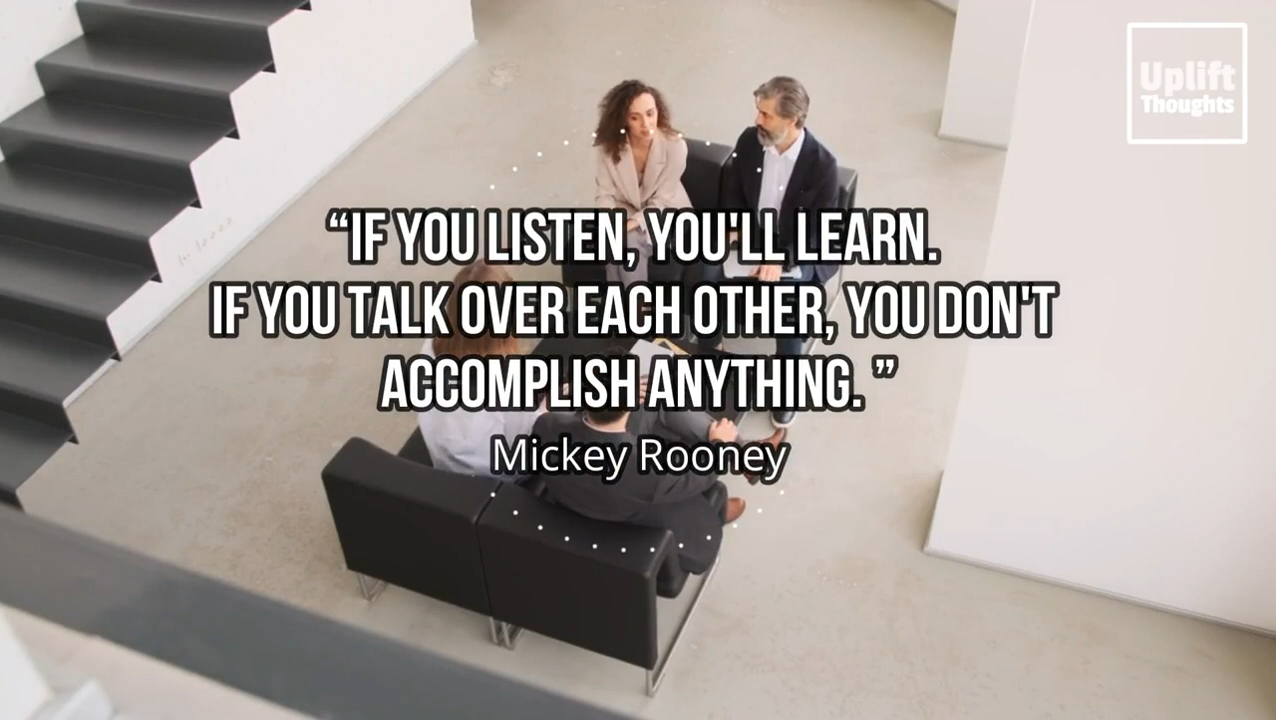 Uplift
Thoughts
“IF YOU LISTEN, YOU'LL LEARN.
IF YOU TALK OVER EACH OTHER, YOU DON'T
ACCOMPLISH ANYTHING. ”
Mickey Rooney